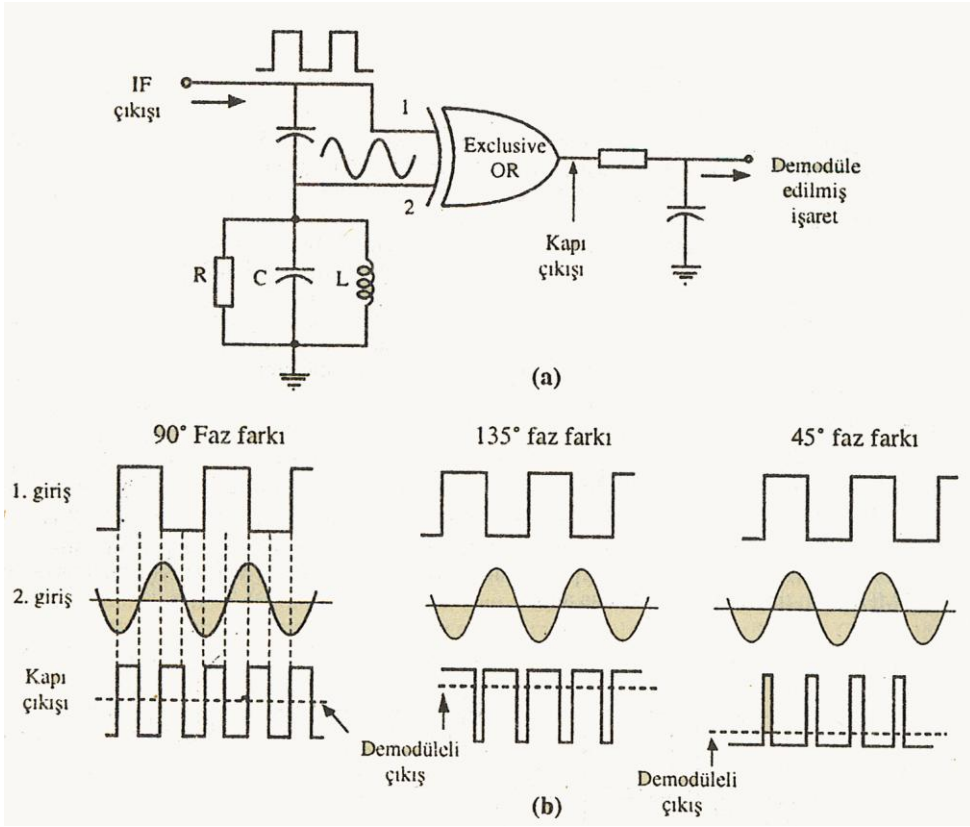 IF
çıkışı
1
Exclusive
OR
2
Kapı
çıkışı
Demodüle
edilmiş
işaret
R
C
L
(a)
90° Faz farkı
135° faz farkı
45° faz farkı
1. giriş
2. giriş
Kapı
çıkışı
Demodüleli
çıkış
Demodüleli
çıkış
(b)